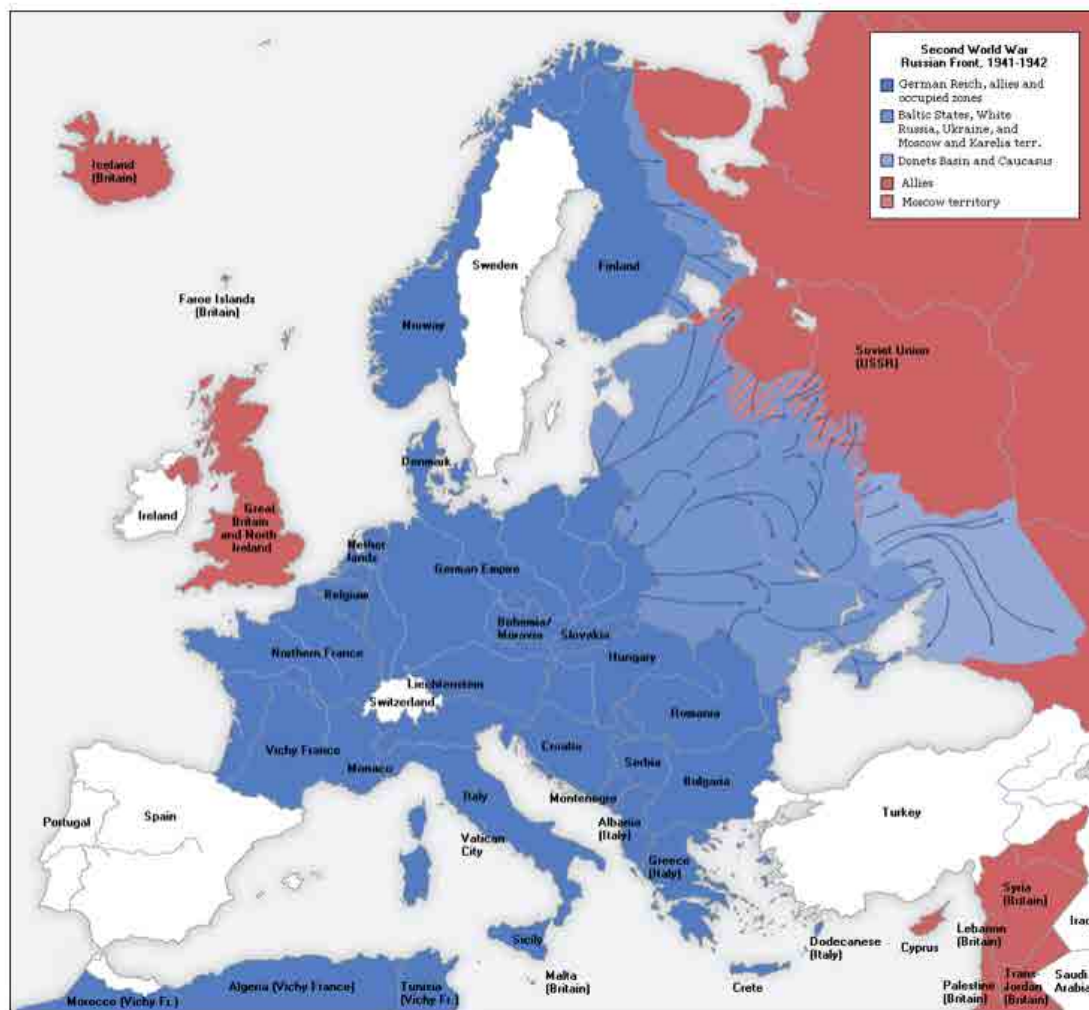 Second World War
Russian Front, 1941-1942
German Reich, allies and
occupied zones
Baltic States, White
Russia, Ukraine, and
Moscow and Karelia terr.
Donets Basin and Caucasus
Allies
Moscow territory
Iceland
(Britain)
Faroe Islands
(Britain)
Sweden
Finland
Norway
Soviet Union
(USSR)
Denmark
Ireland
Great
Britain
and North
Ireland
Nether
lands
German Empire
Belgium
Bohemia/
Moravia
Slovakia
Northern France
Hungary
Liechtenstein
Switzerland
Romania
Vichy France
Croatia
Monaco
Serbia
Bulgaria
Italy
Montenegro
Portugal
Spain
Turkey
Vatican
City
Albania
(Italy)
Greece
(Italy)
Syria
(Britain)
Sicily
Dodecanese
(Italy)
Cyprus
Lebanon
(Britain)
Iraq
Morocco (Vichy Fr.)
Algeria (Vichy France)
Tunisia
(Vichy Fr.)
Malta
(Britain)
Crete
Palestine
(Britain)
Trans-
Jordan
(Britain)
Saudi
Arabia